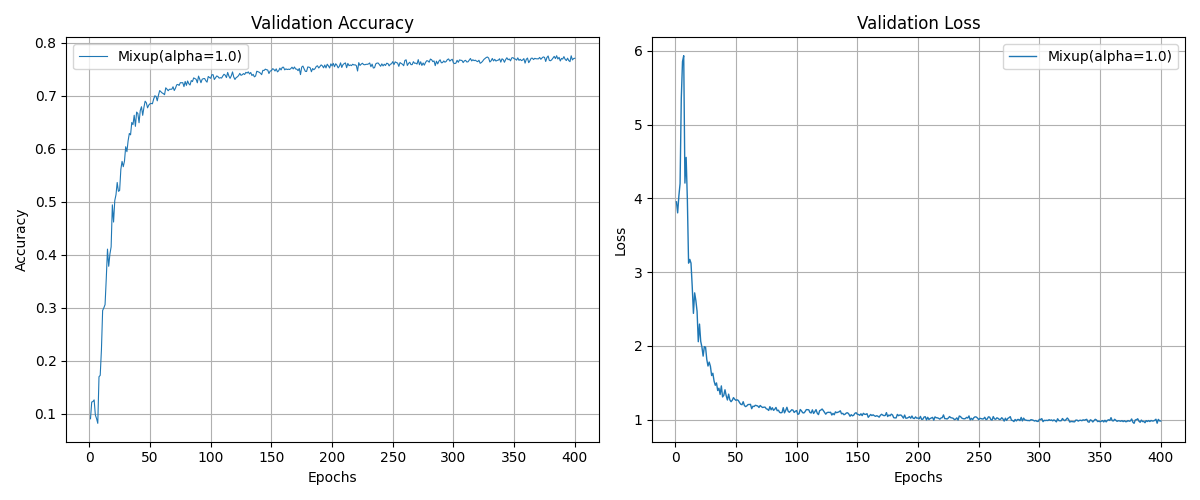 Validation Accuracy
Mixup(alpha=1.0)
Accuracy
0.8
0.7
0.6
0.5
0.4
0.3
0.2
0.1
0 50 100 150 200 250 300 350 400
Epochs
Validation Loss
Mixup(alpha=1.0)
Loss
6
5
4
3
2
1
0 50 100 150 200 250 300 350 400
Epochs